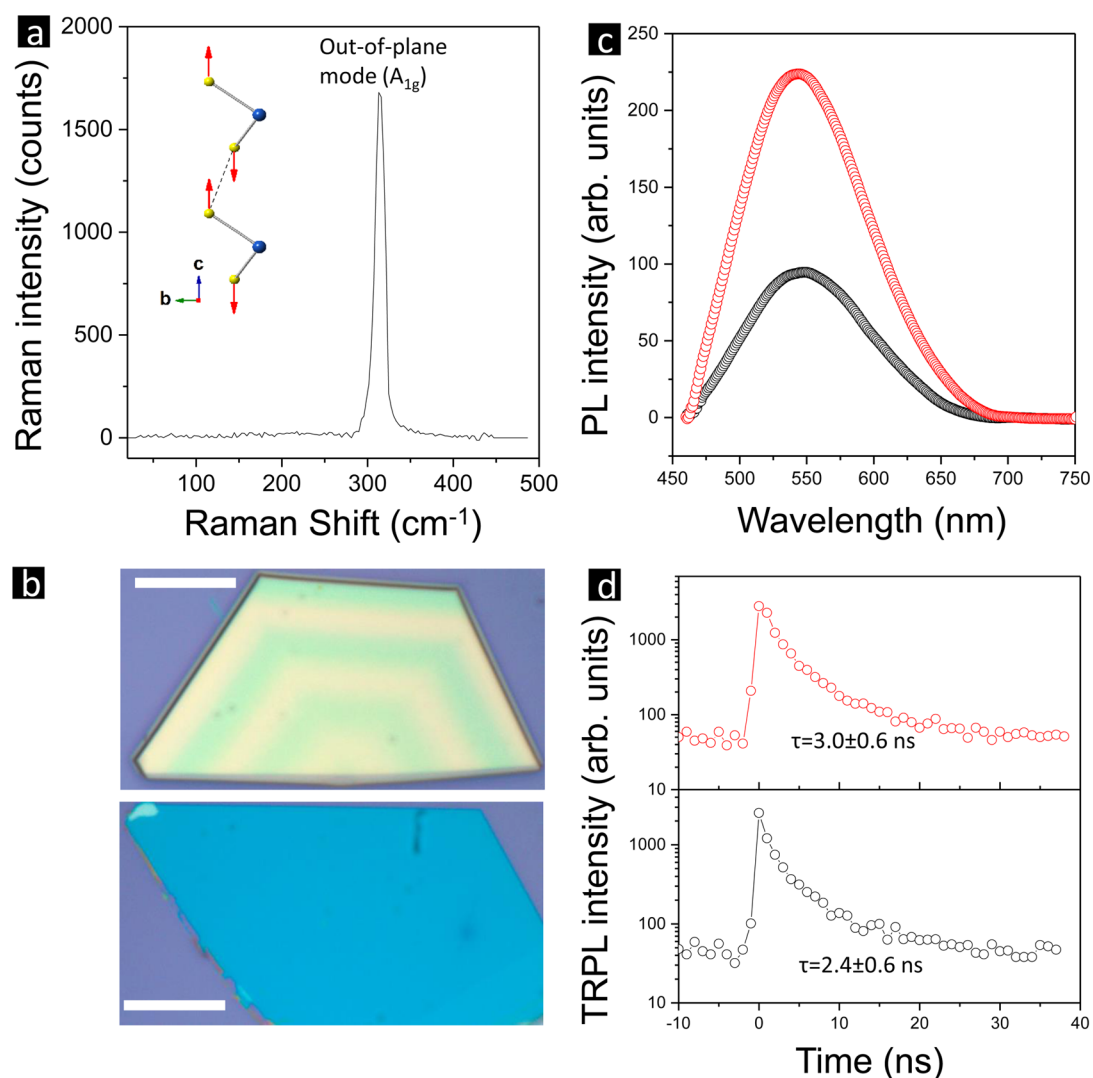 a
2000
1500
1000
500
0
Raman intensity (counts)
Out-of-plane
mode (A1g)
c
b
100 200 300 400 500
Raman Shift (cm-1)
c
250
200
150
100
50
0
PL intensity (arb. units)
450 500 550 600 650 700 750
Wavelength (nm)
b
d
1000
100
10
τ=3.0±0.6 ns
1000
100
10
τ=2.4±0.6 ns
TRPL intensity (arb. units)
-10 0 10 20 30 40
Time (ns)